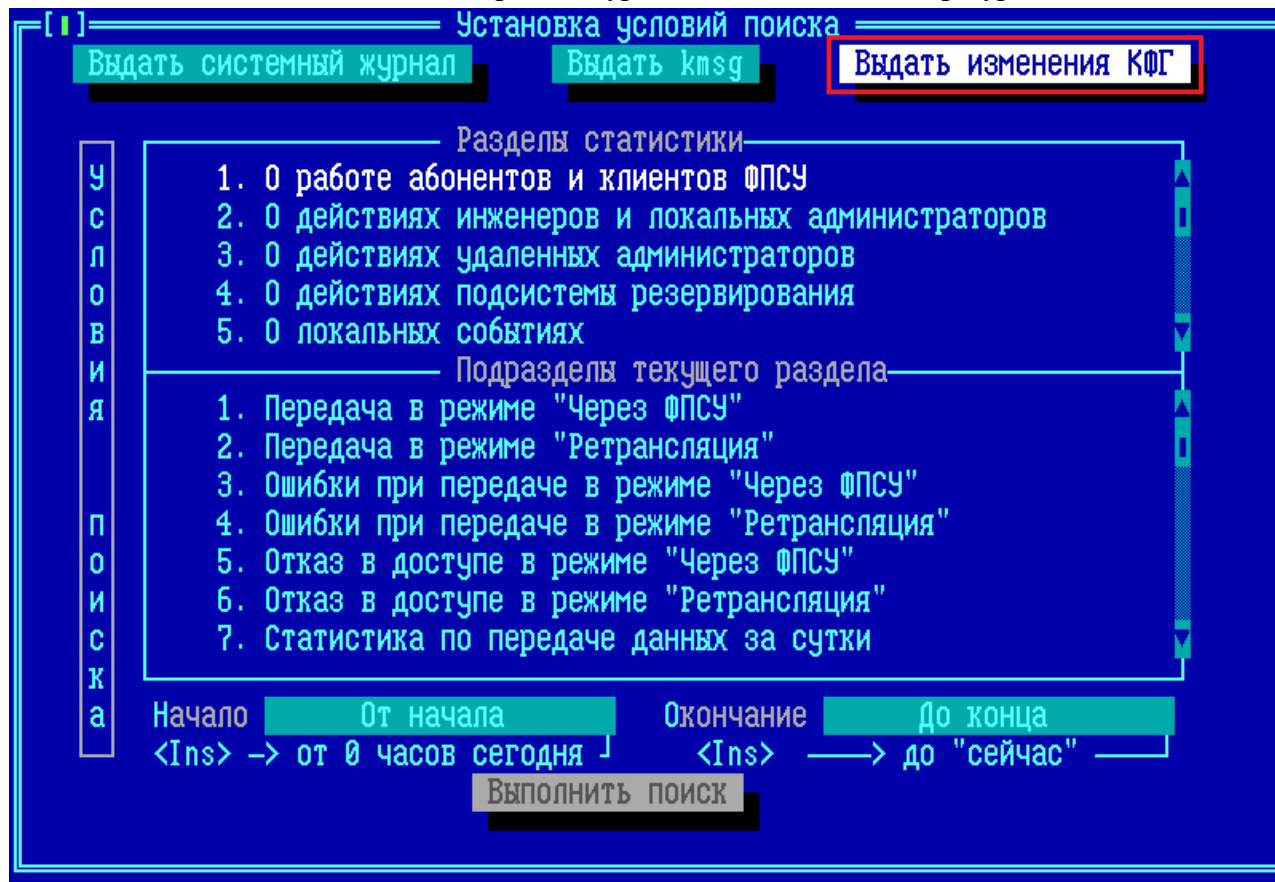 [ ] Установка условий поиска
Выдать системный журнал Выдать kmsg Выдать изменения КФГ
Условия поиска
Разделы статистики
1. О работе абонентов и клиентов ФПСУ
2. О действиях инженеров и локальных администраторов
3. О действиях удаленных администраторов
4. О действиях подсистемы резервирования
5. О локальных событиях
Подразделы текущего раздела
1. Передача в режиме "Через ФПСУ"
2. Передача в режиме "Ретрансляция"
3. Ошибки при передаче в режиме "Через ФПСУ"
4. Ошибки при передаче в режиме "Ретрансляция"
5. Отказ в доступе в режиме "Через ФПСУ"
6. Отказ в доступе в режиме "Ретрансляция"
7. Статистика по передаче данных за сутки
Начало От начала Окончание До конца
<Ins> —> от 0 часов сегодня <Ins> ——> до "сейчас"
Выполнить поиск